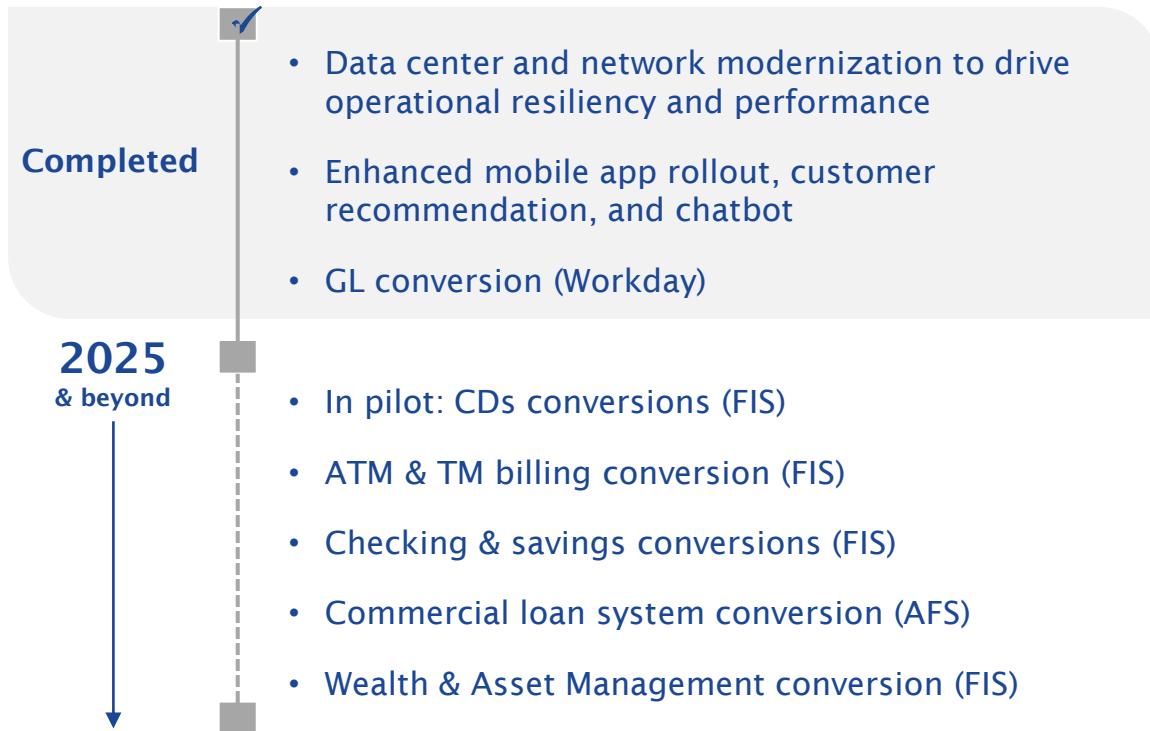 Completed
• Data center and network modernization to drive
operational resiliency and performance
• Enhanced mobile app rollout, customer
recommendation, and chatbot
• GL conversion (Workday)
2025
& beyond
• In pilot: CDs conversions (FIS)
• ATM & TM billing conversion (FIS)
• Checking & savings conversions (FIS)
• Commercial loan system conversion (AFS)
• Wealth & Asset Management conversion (FIS)